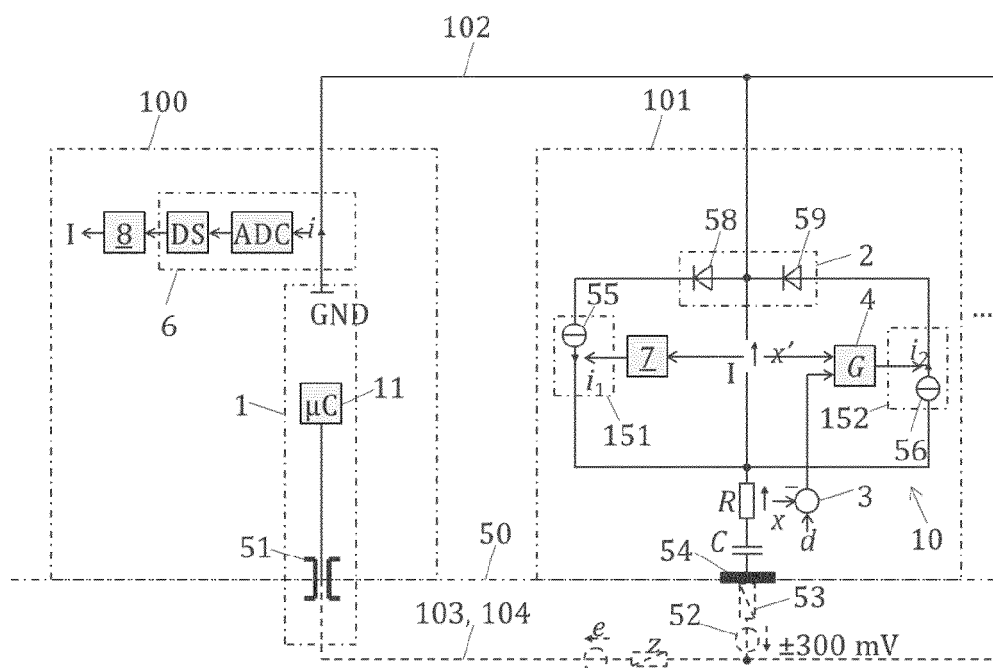 102
100
101
I
8
DS
ADC
i
6
GND
58
59
2
55
4
...
7
I
x'
G
i₂
i₁
151
152
56
1
μC
11
R
x
−
3
d
10
C
51
50
54
53
52
103, 104
e
z
±300 mV